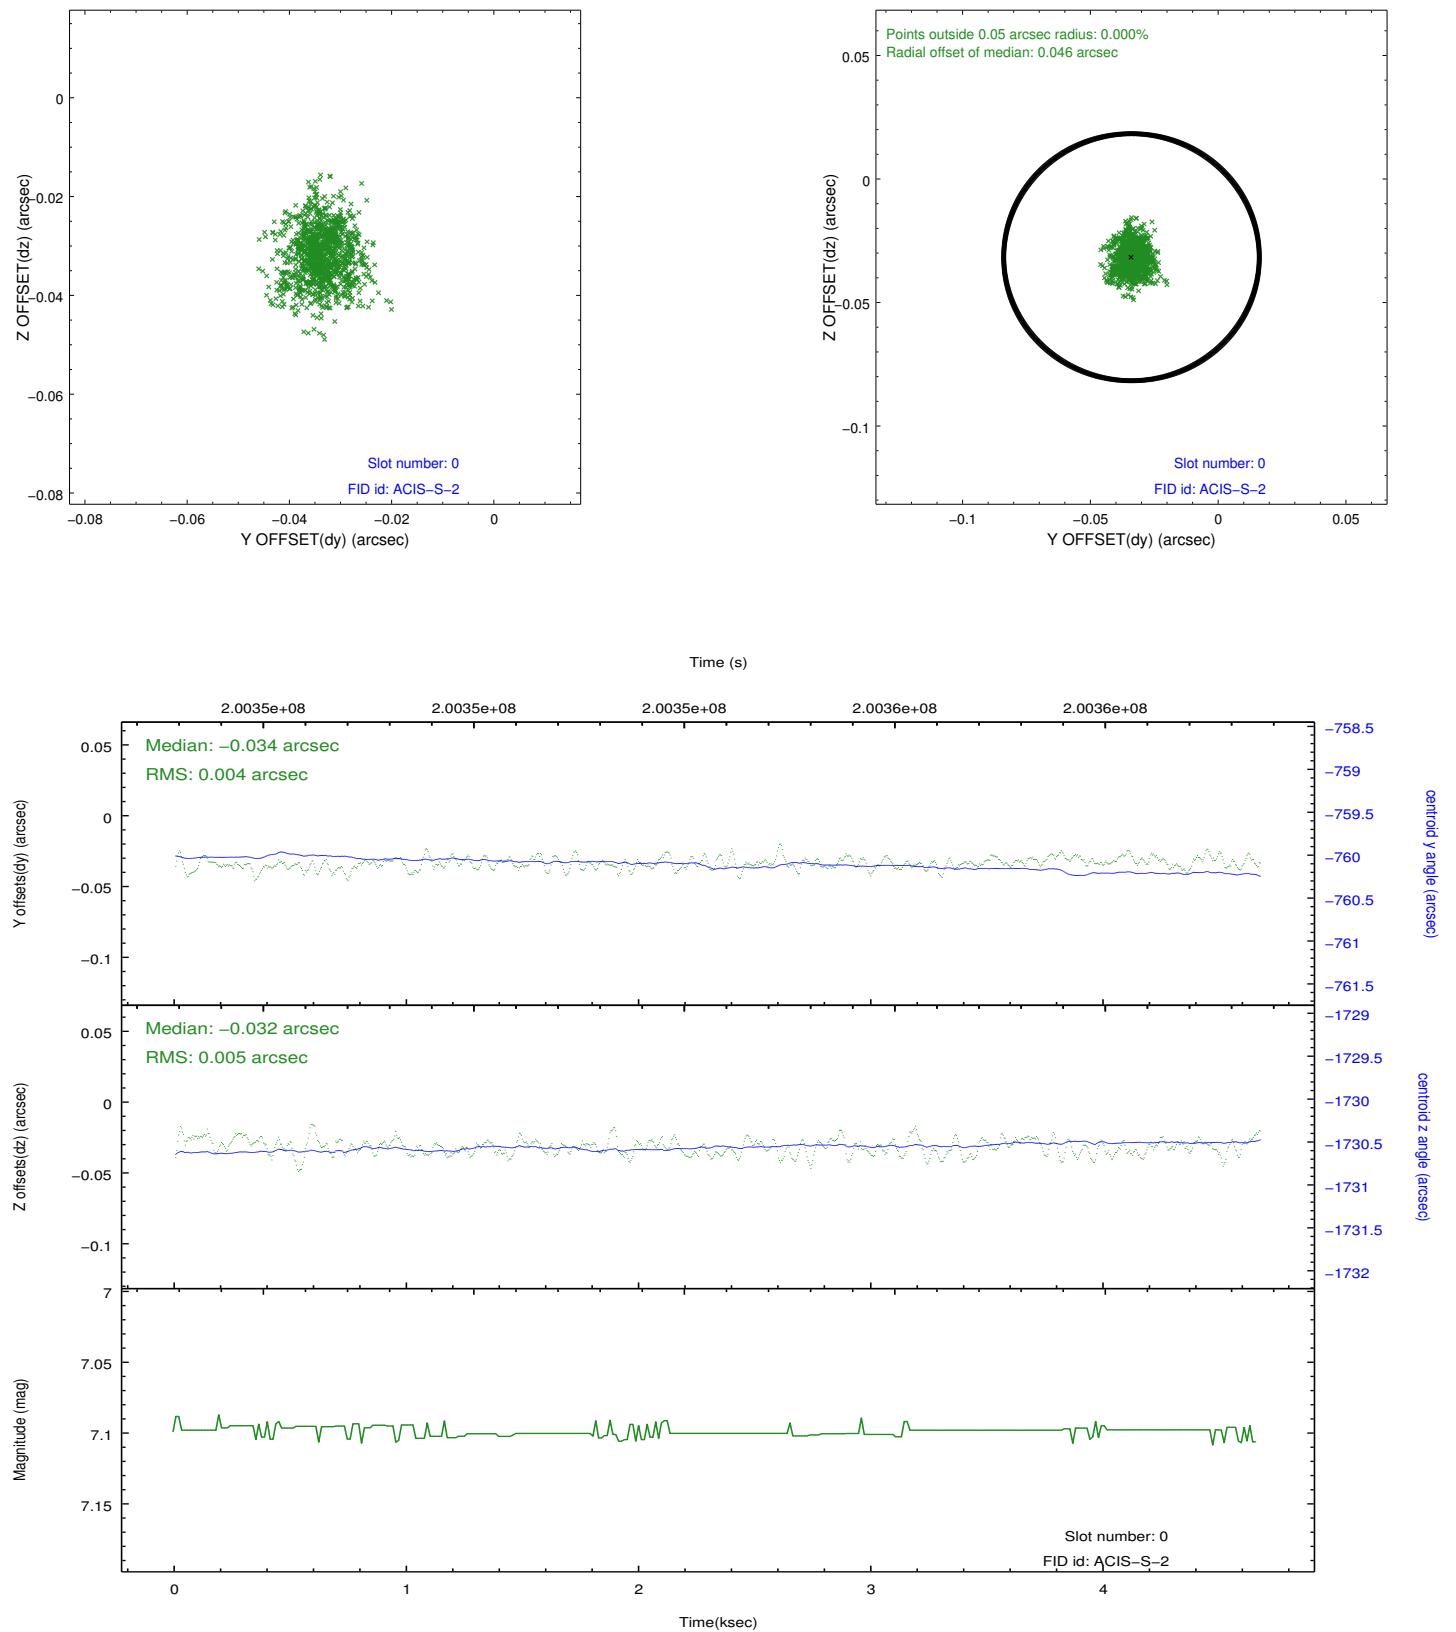 0
−0.02
−0.04
−0.06
−0.08
Z OFFSET(dz) (arcsec)
Slot number: 0
FID id: ACIS−S−2
−0.08
−0.06
−0.04
−0.02
0
Y OFFSET(dy) (arcsec)
Points outside 0.05 arcsec radius: 0.000%
Radial offset of median: 0.046 arcsec
0.05
0
−0.05
−0.1
Z OFFSET(dz) (arcsec)
Slot number: 0
FID id: ACIS−S−2
−0.1
−0.05
0
0.05
Y OFFSET(dy) (arcsec)
Time (s)
2.0035e+08
2.0035e+08
2.0035e+08
2.0036e+08
2.0036e+08
Median: −0.034 arcsec
RMS: 0.004 arcsec
0.05
0
−0.05
−0.1
Y offsets(dy) (arcsec)
−758.5
−759
−759.5
−760
−760.5
−761
−761.5
centroid y angle (arcsec)
Median: −0.032 arcsec
RMS: 0.005 arcsec
0.05
0
−0.05
−0.1
Z offsets(dz) (arcsec)
−1729
−1729.5
−1730
−1730.5
−1731
−1731.5
−1732
centroid z angle (arcsec)
7
7.05
7.1
7.15
Magnitude (mag)
Slot number: 0
FID id: ACIS−S−2
0
1
2
3
4
Time(ksec)